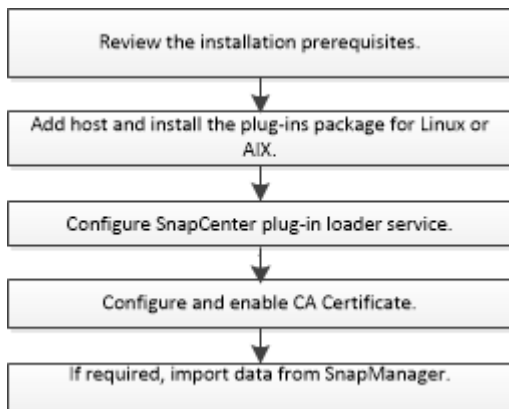 Review the installation prerequisites.
Add host and install the plug-ins package for Linux or
AIX.
Configure SnapCenter plug-in loader service.
Configure and enable CA Certificate.
If required, import data from SnapManager.